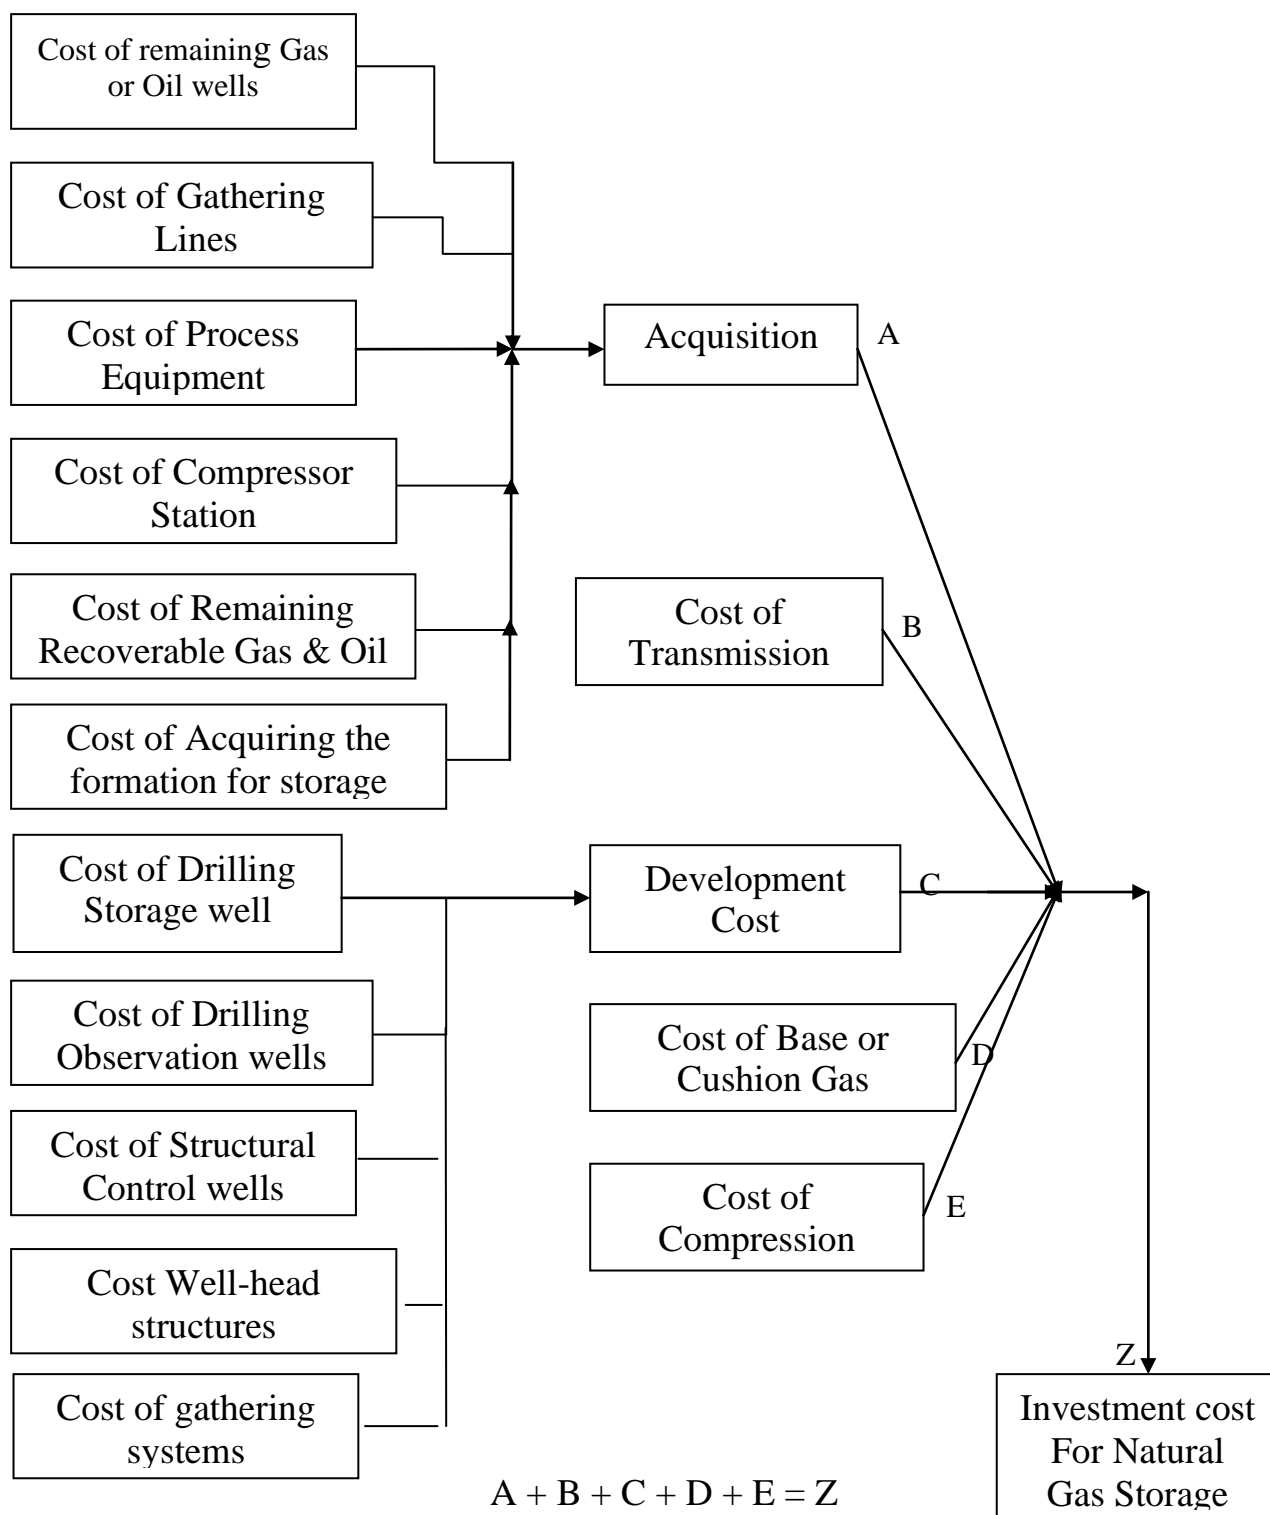 Cost of remaining Gas
or Oil wells
Cost of Gathering
Lines
Cost of Process
Equipment
Cost of Compressor
Station
Cost of Remaining
Recoverable Gas & Oil
Cost of Acquiring the
formation for storage
Cost of Drilling
Storage well
Cost of Drilling
Observation wells
Cost of Structural
Control wells
Cost Well-head
structures
Cost of gathering
systems
Acquisition
A
Cost of
Transmission
B
Development
Cost
C
Cost of Base or
Cushion Gas
D
Cost of
Compression
E
Z
Investment cost
For Natural
Gas Storage
A + B + C + D + E = Z